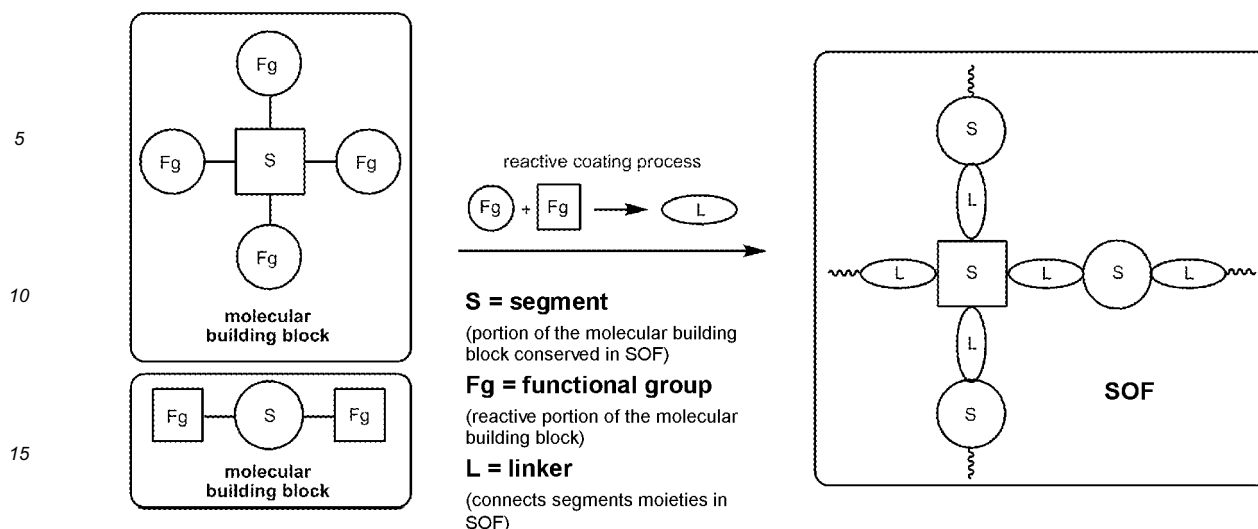 5
10
15
Fg
Fg
S
Fg
Fg
molecular
building block
Fg
S
Fg
molecular
building block
reactive coating process
Fg + Fg L
S = segment
(portion of the molecular building
block conserved in SOF)
Fg = functional group
(reactive portion of the molecular
building block)
L = linker
(connects segments moieties in
SOF)
S
L
L
S
L
S
L
L
S
SOF